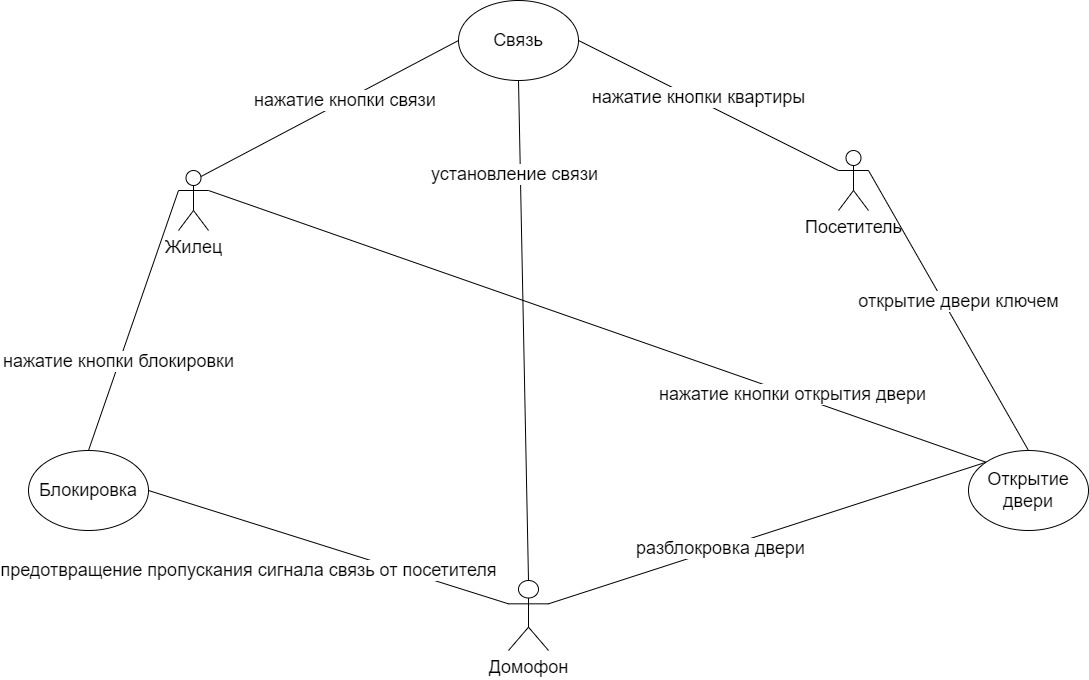 Связь
нажатие кнопки связи
нажатие кнопки квартиры
установление связи
Жилец
Посетитель
открытие двери ключем
нажатие кнопки блокировки
нажатие кнопки открытия двери
Блокировка
Открытие
двери
разблокровка двери
предотвращение пропускания сигнала связь от посетителя
Домофон